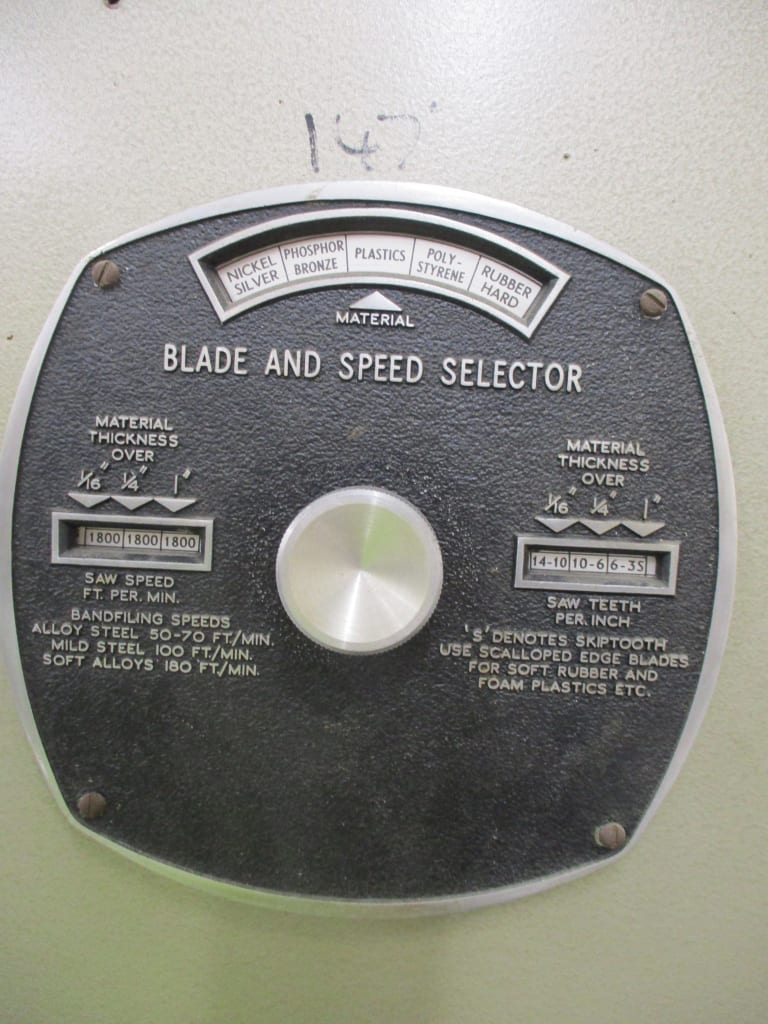 147"
NICKEL SILVER PHOSPHOR BRONZE PLASTICS POLY-STYRENE RUBBER HARD
MATERIAL
BLADE AND SPEED SELECTOR
MATERIAL
THICKNESS
OVER
1/16" 1/4" 1"
1800 1800 1800
SAW SPEED
FT. PER. MIN.
BANDFILING SPEEDS
ALLOY STEEL 50-70 FT/MIN.
MILD STEEL 100 FT/MIN.
SOFT ALLOYS 180 FT/MIN.
MATERIAL
THICKNESS
OVER
1/16" 1/4" 1"
14-10 10-6 6-3S
SAW TEETH
PER. INCH
'S' DENOTES SKIPTOOTH
USE SCALLOPED EDGE BLADES
FOR SOFT RUBBER AND
FOAM PLASTICS ETC.